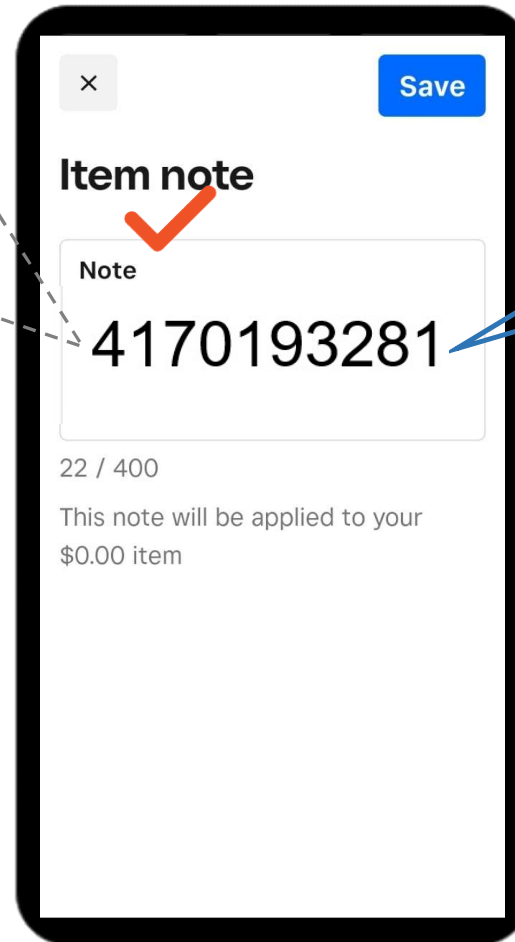 × Save
Item note
Note
4170193281
22 / 400
This note will be applied to your
$0.00 item